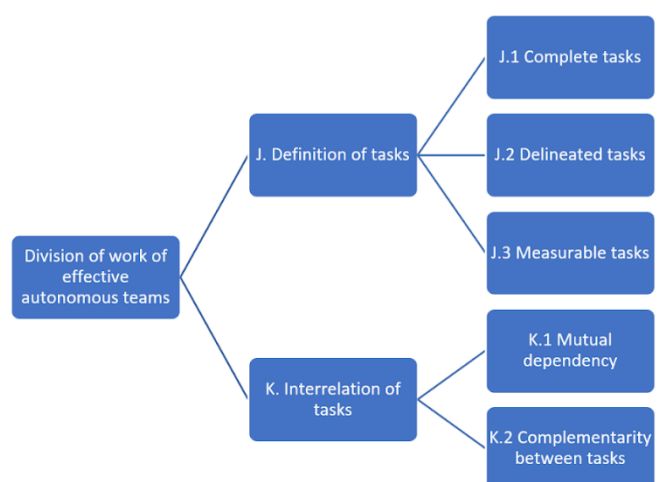 Division of work of
effective
autonomous teams
J. Definition of tasks
J.1 Complete tasks
J.2 Delineated tasks
J.3 Measurable tasks
K. Interrelation of
tasks
K.1 Mutual
dependency
K.2 Complementarity
between tasks